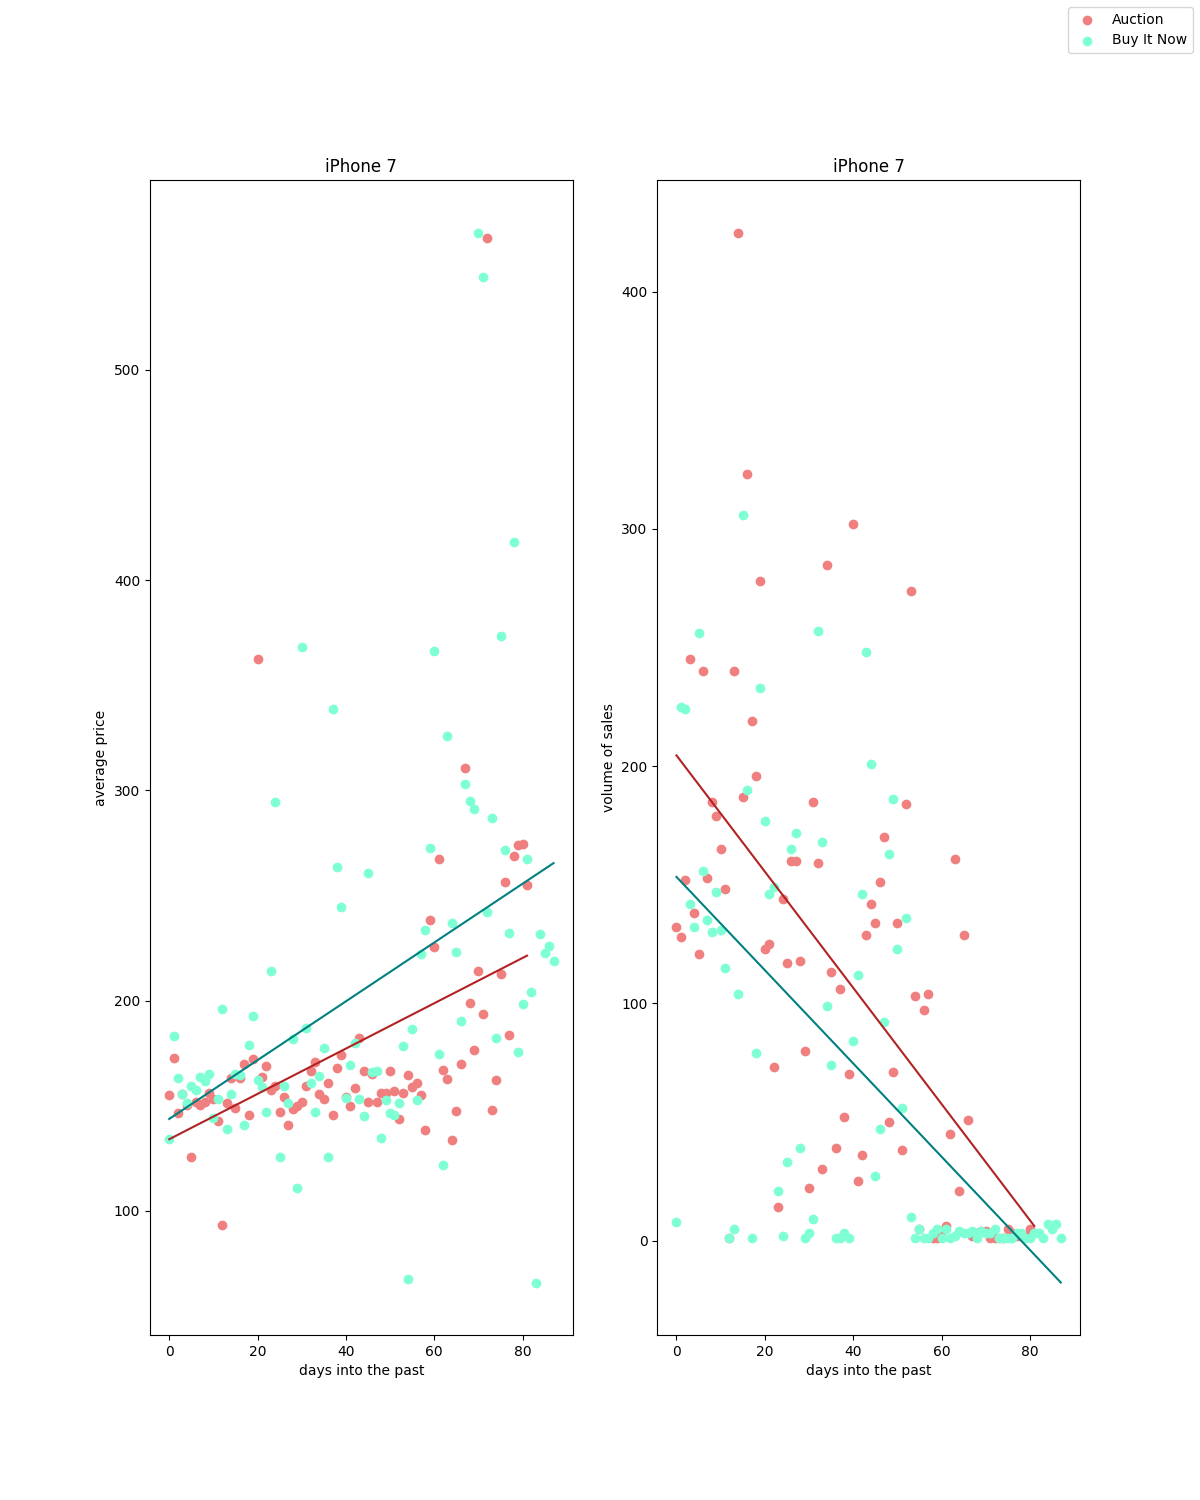 Auction
Buy It Now
iPhone 7
average price
500
400
300
200
100
0 20 40 60 80
days into the past
iPhone 7
volume of sales
400
300
200
100
0
0 20 40 60 80
days into the past